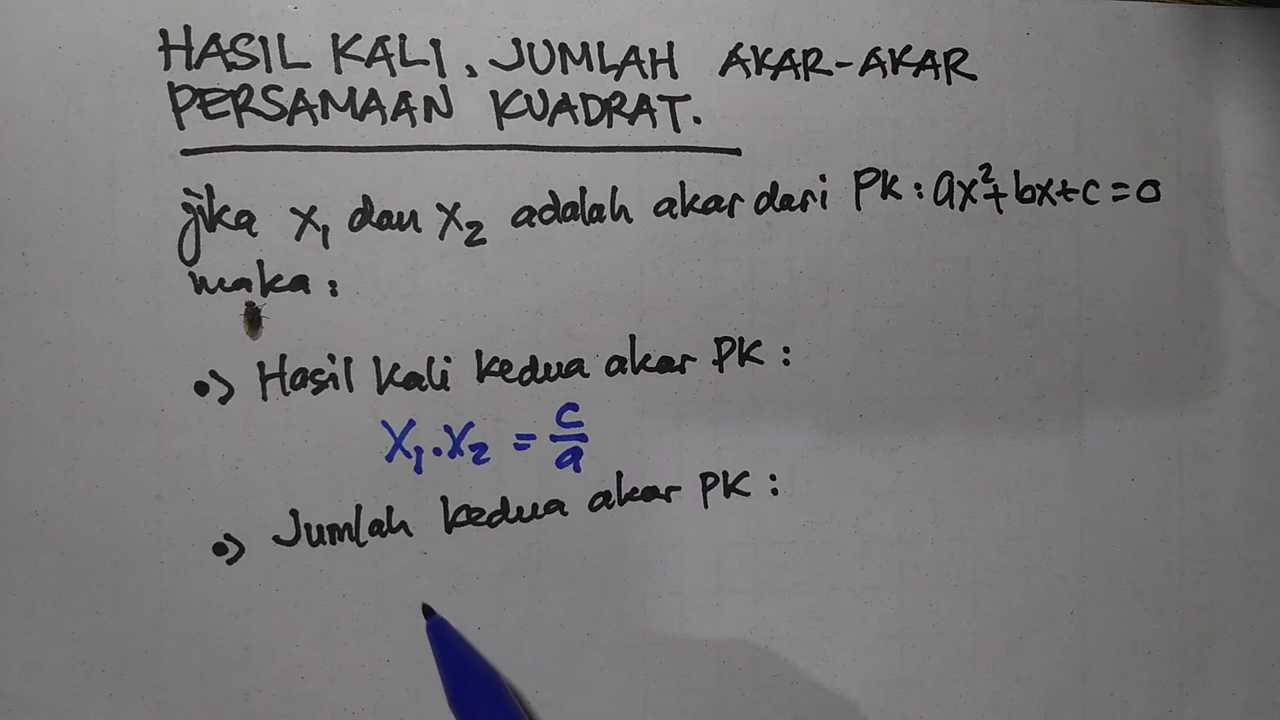 HASIL KALI, JUMLAH AKAR-AKAR
PERSAMAAN KUADRAT.
jika x₁ dan x₂ adalah akar dari PK: ax²+bx+c=0
maka:
•> Hasil kali kedua akar PK:
x₁.x₂ = c/a
•> Jumlah kedua akar PK: